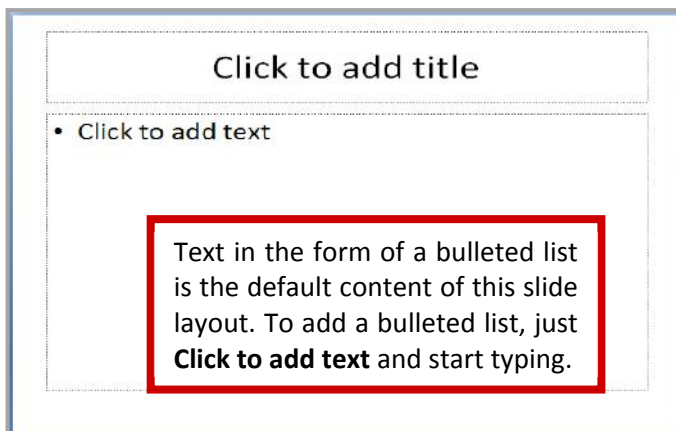 Click to add title
• Click to add text
Text in the form of a bulleted list
is the default content of this slide
layout. To add a bulleted list, just
Click to add text and start typing.